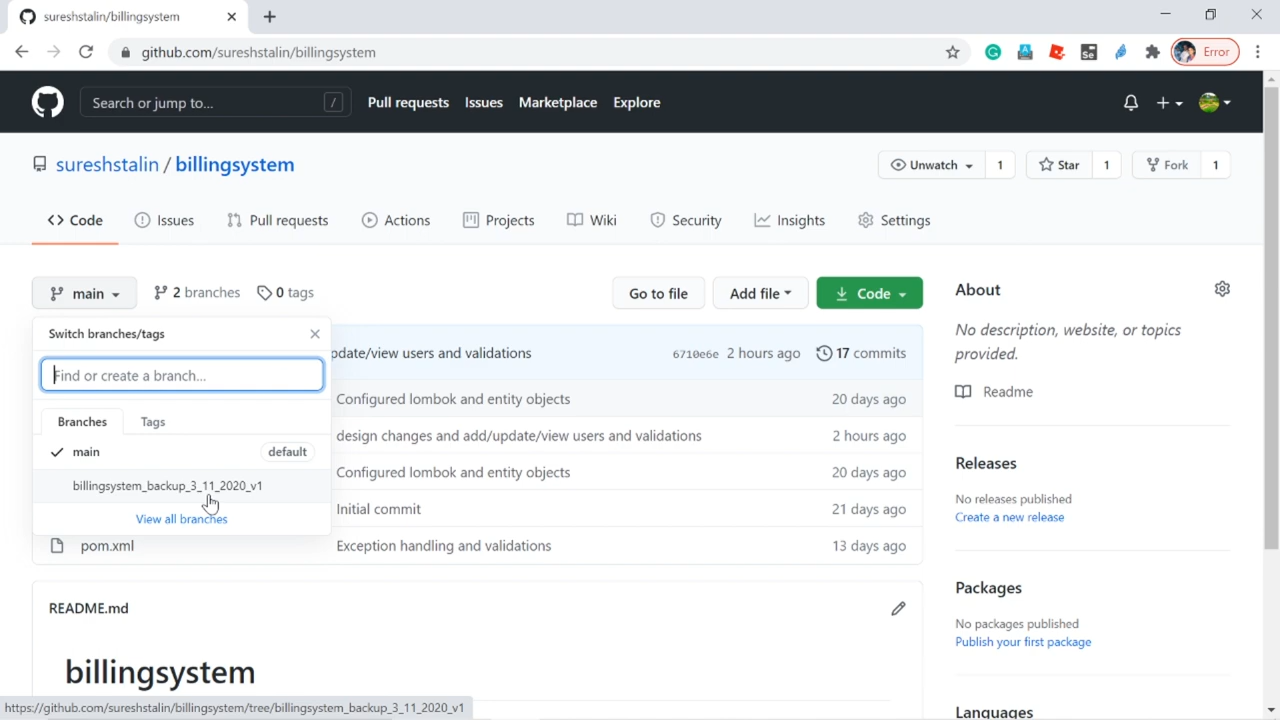 sureshstalin/billingsystem
github.com/sureshstalin/billingsystem
Se
Error
Search or jump to...
/
Pull requests
Issues
Marketplace
Explore
sureshstalin / billingsystem
Unwatch
1
Star
1
Fork
1
Code
Issues
Pull requests
Actions
Projects
Wiki
Security
Insights
Settings
main
2 branches
0 tags
Go to file
Add file
Code
Switch branches/tags
Find or create a branch...
Branches
Tags
main
default
billingsystem_backup_3_11_2020_v1
View all branches
pdate/view users and validations
6710e6e
2 hours ago
17 commits
Configured lombok and entity objects
20 days ago
design changes and add/update/view users and validations
2 hours ago
Configured lombok and entity objects
20 days ago
Initial commit
21 days ago
pom.xml
Exception handling and validations
13 days ago
README.md
billingsystem
About
No description, website, or topics
provided.
Readme
Releases
No releases published
Create a new release
Packages
No packages published
Publish your first package
Languages
https://github.com/sureshstalin/billingsystem/tree/billingsystem_backup_3_11_2020_v1